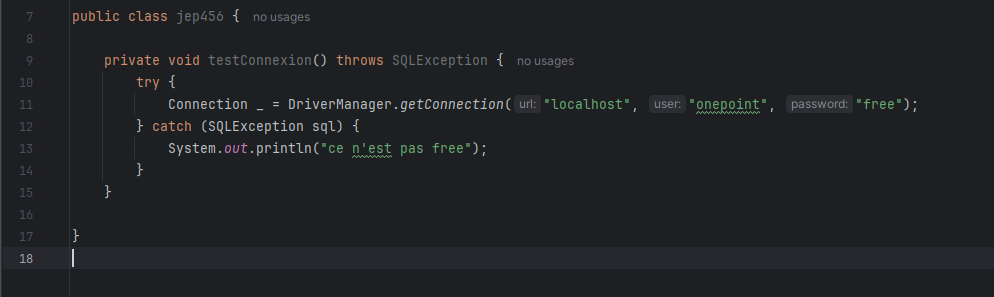 7 public class jep456 { no usages
8
9 private void testConnexion() throws SQLException { no usages
10 try {
11 Connection _ = DriverManager.getConnection( url: "localhost", user: "onepoint", password: "free");
12 } catch (SQLException sql) {
13 System.out.println("ce n'est pas free");
14 }
15 }
16
17 }
18